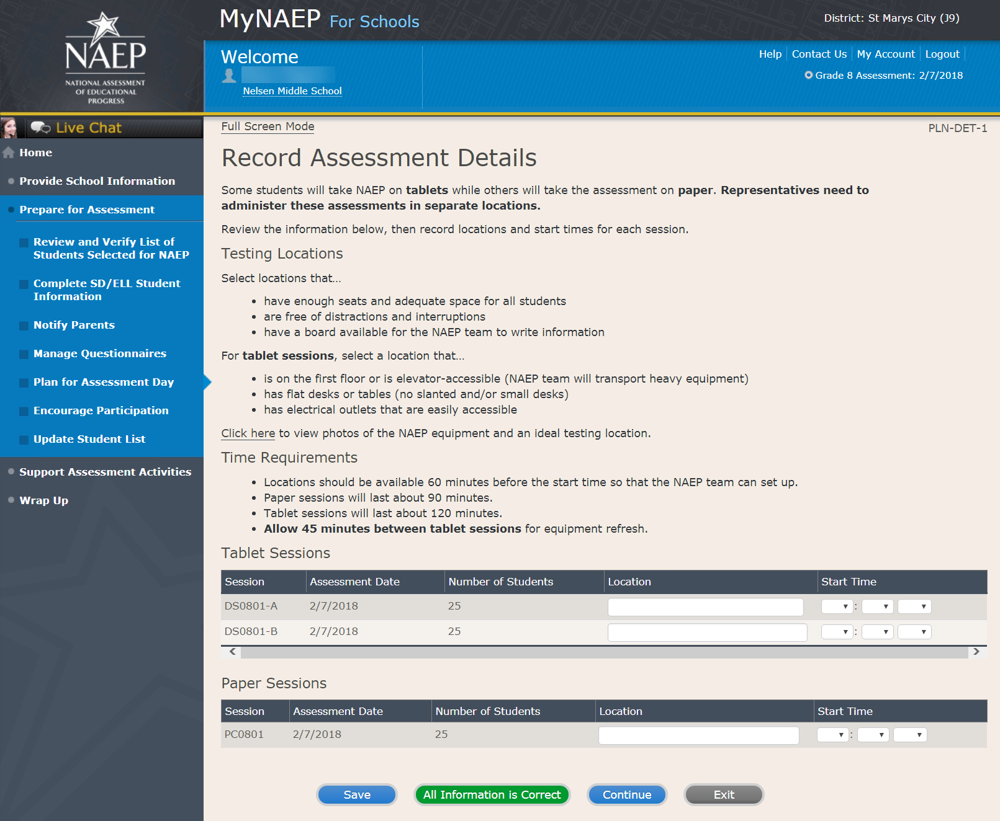 MyNAEP For Schools
District: St Marys City (J9)
NAEP
NATIONAL ASSESSMENT
OF EDUCATIONAL
PROGRESS
Welcome
Nelsen Middle School
Help Contact Us My Account Logout
Grade 8 Assessment: 2/7/2018
Live Chat
Home
Provide School Information
Prepare for Assessment
Review and Verify List of
Students Selected for NAEP
Complete SD/ELL Student
Information
Notify Parents
Manage Questionnaires
Plan for Assessment Day
Encourage Participation
Update Student List
Support Assessment Activities
Wrap Up
Full Screen Mode
PLN-DET-1
Record Assessment Details
Some students will take NAEP on tablets while others will take the assessment on paper. Representatives need to
administer these assessments in separate locations.
Review the information below, then record locations and start times for each session.
Testing Locations
Select locations that...
• have enough seats and adequate space for all students
• are free of distractions and interruptions
• have a board available for the NAEP team to write information
For tablet sessions, select a location that...
• is on the first floor or is elevator-accessible (NAEP team will transport heavy equipment)
• has flat desks or tables (no slanted and/or small desks)
• has electrical outlets that are easily accessible
Click here to view photos of the NAEP equipment and an ideal testing location.
Time Requirements
• Locations should be available 60 minutes before the start time so that the NAEP team can set up.
• Paper sessions will last about 90 minutes.
• Tablet sessions will last about 120 minutes.
• Allow 45 minutes between tablet sessions for equipment refresh.
Tablet Sessions
Session Assessment Date Number of Students Location Start Time
DS0801-A 2/7/2018 25 :
DS0801-B 2/7/2018 25 :
Paper Sessions
Session Assessment Date Number of Students Location Start Time
PC0801 2/7/2018 25 :
Save All Information is Correct Continue Exit